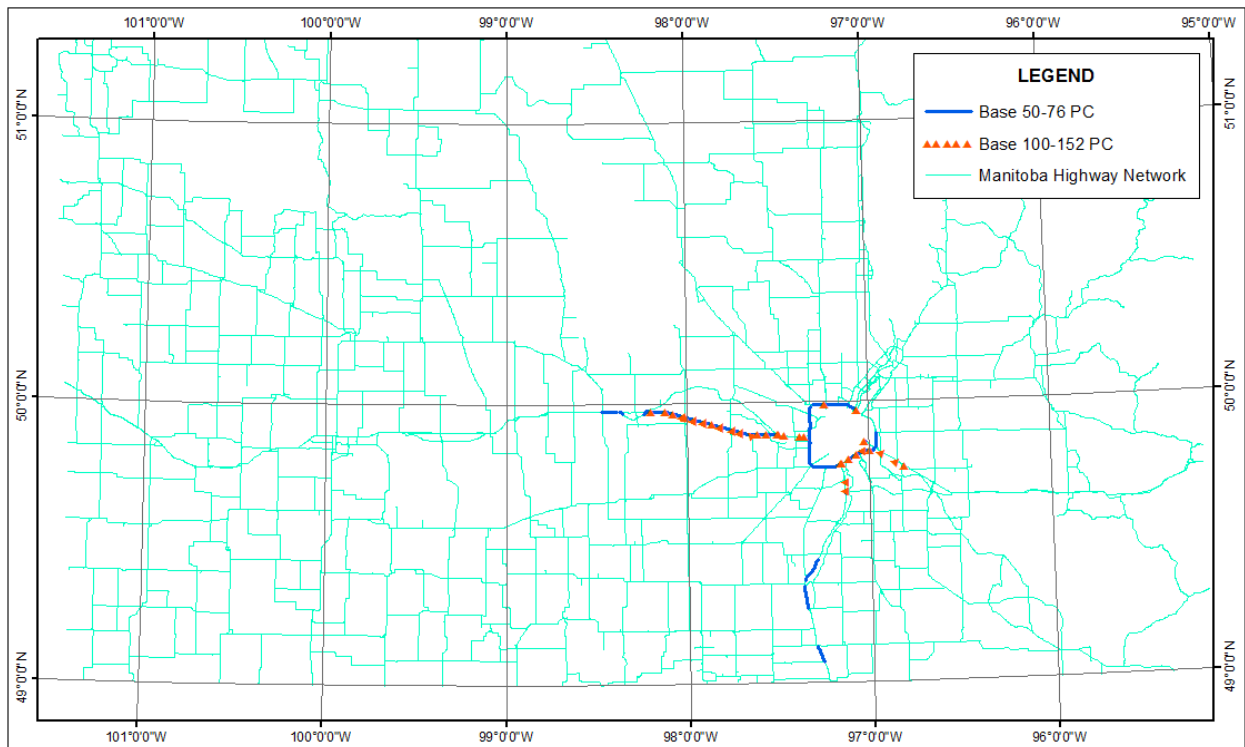 101°0'0"W 100°0'0"W 99°0'0"W 98°0'0"W 97°0'0"W 96°0'0"W 95°0'0"W
LEGEND
Base 50-76 PC
Base 100-152 PC
Manitoba Highway Network
51°0'0"N 51°0'0"N
50°0'0"N 50°0'0"N
49°0'0"N 49°0'0"N
101°0'0"W 100°0'0"W 99°0'0"W 98°0'0"W 97°0'0"W 96°0'0"W